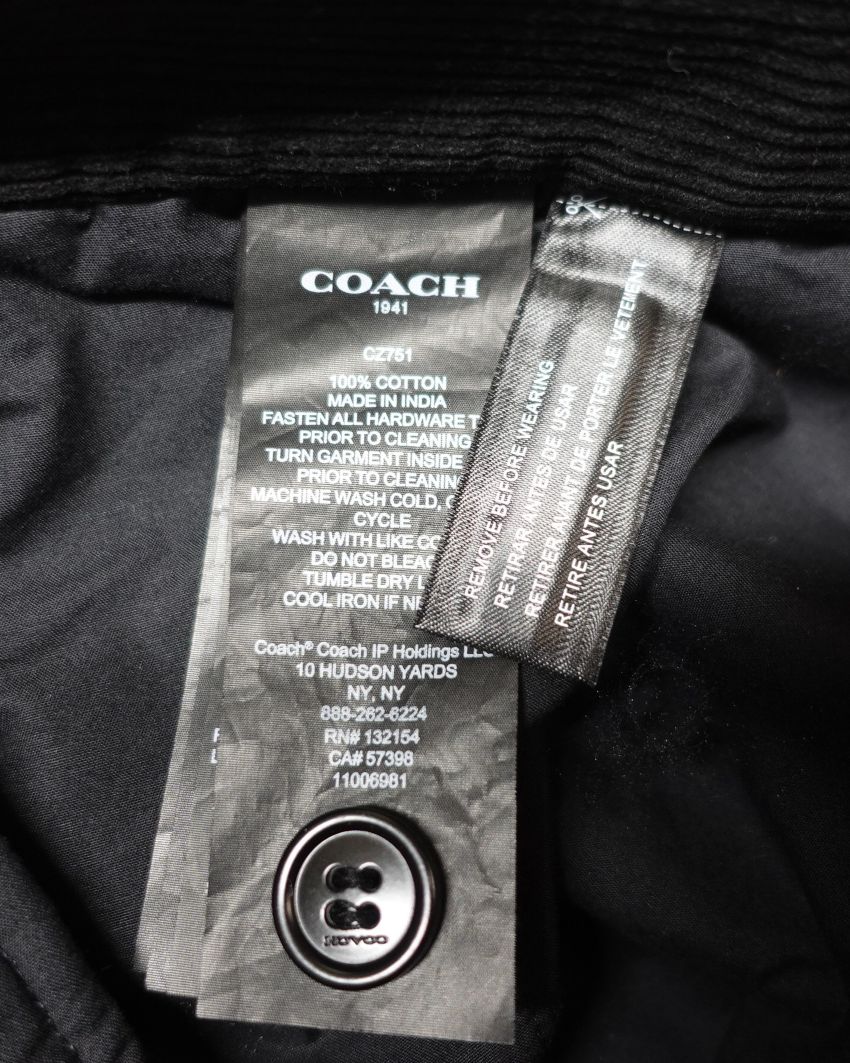 COACH
1941
CZ751
100% COTTON
MADE IN INDIA
FASTEN ALL HARDWARE
PRIOR TO CLEANING
TURN GARMENT INSIDE
PRIOR TO CLEANING
MACHINE WASH COLD,
CYCLE
WASH WITH LIKE
DO NOT
TUMBLE DRY
COOL IRON IF
Coach® Coach IP Holdings LLC
10 HUDSON YARDS
NY, NY
888-262-6224
RN# 132154
CA# 57398
11006981
COACH
REMOVE BEFORE WEARING
RETIRAR ANTES DE USAR
RETIRER AVANT DE PORTER LE VETEMENT
RETIRE ANTES USAR